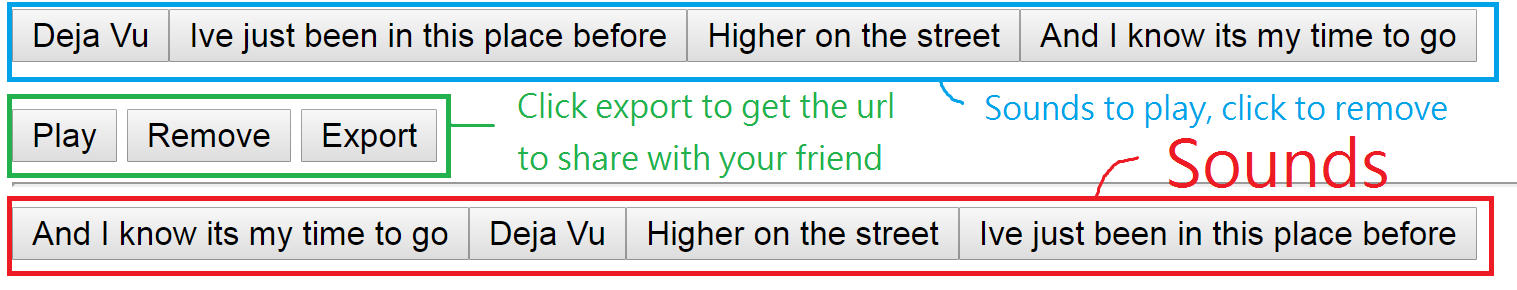 Deja Vu Ive just been in this place before Higher on the street And I know its my time to go
Click export to get the url
Sounds to play, click to remove
Play Remove Export
to share with your friend
Sounds
And I know its my time to go Deja Vu Higher on the street Ive just been in this place before